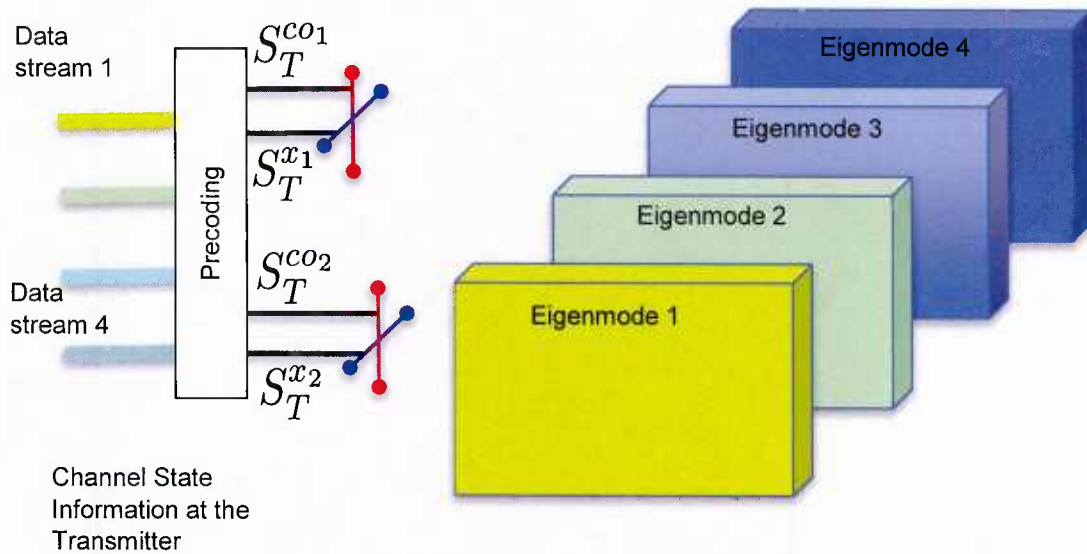 Data
stream 1
S_T^{co_1}
S_T^{x_1}
Precoding
S_T^{co_2}
Data
stream 4
S_T^{x_2}
Channel State
Information at the
Transmitter
Eigenmode 4
Eigenmode 3
Eigenmode 2
Eigenmode 1